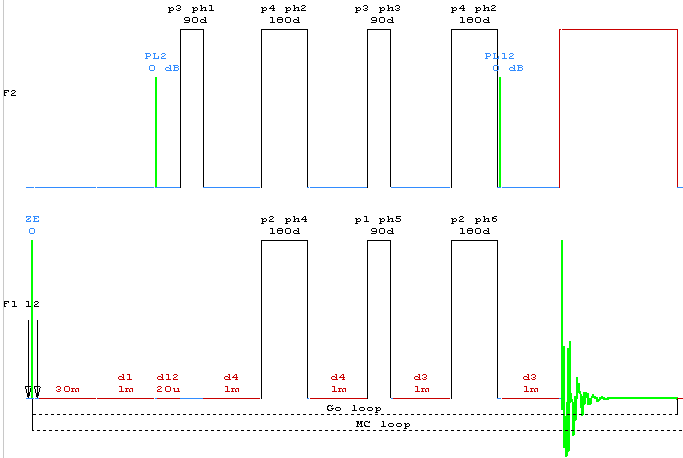 p3 ph1 p4 ph2 p3 ph3 p4 ph2
90d 180d 90d 180d
PL2 PL12
0 dB 0 dB
F2
ZE p2 ph4 p1 ph5 p2 ph6
0 180d 90d 180d
F1 12
d1 d12 d4 d4 d3 d3
30m 1m 20u 1m 1m 1m 1m
Go loop
MC loop